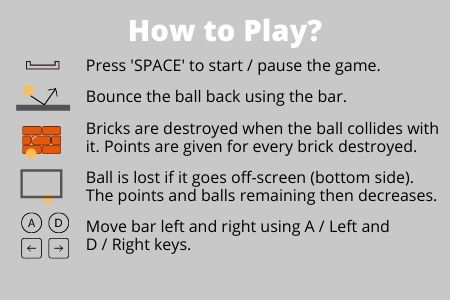 How to Play?
Press 'SPACE' to start / pause the game.
Bounce the ball back using the bar.
Bricks are destroyed when the ball collides with
it. Points are given for every brick destroyed.
Ball is lost if it goes off-screen (bottom side).
The points and balls remaining then decreases.
A D
Move bar left and right using A / Left and
D / Right keys.